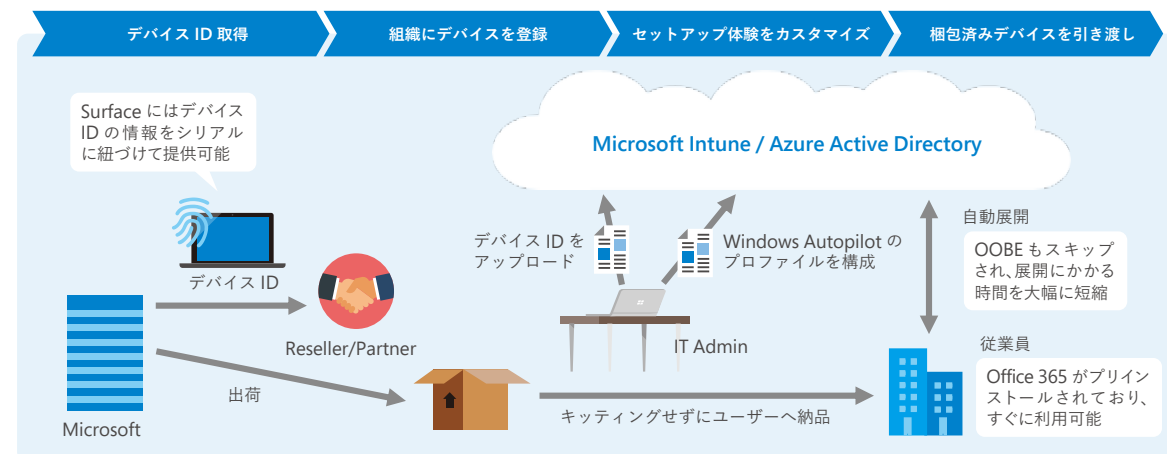 デバイス ID 取得
組織にデバイスを登録
セットアップ体験をカスタマイズ
梱包済みデバイスを引き渡し
Surface にはデバイス
ID の情報をシリアル
に紐づけて提供可能
Microsoft Intune / Azure Active Directory
デバイス ID
Reseller/Partner
Microsoft
出荷
デバイス ID を
アップロード
Windows Autopilot の
プロファイルを構成
IT Admin
キッティングせずにユーザーへ納品
自動展開
OOBE もスキップ
され、展開にかかる
時間を大幅に短縮
従業員
Office 365 がプリイン
ストールされており、
すぐに利用可能